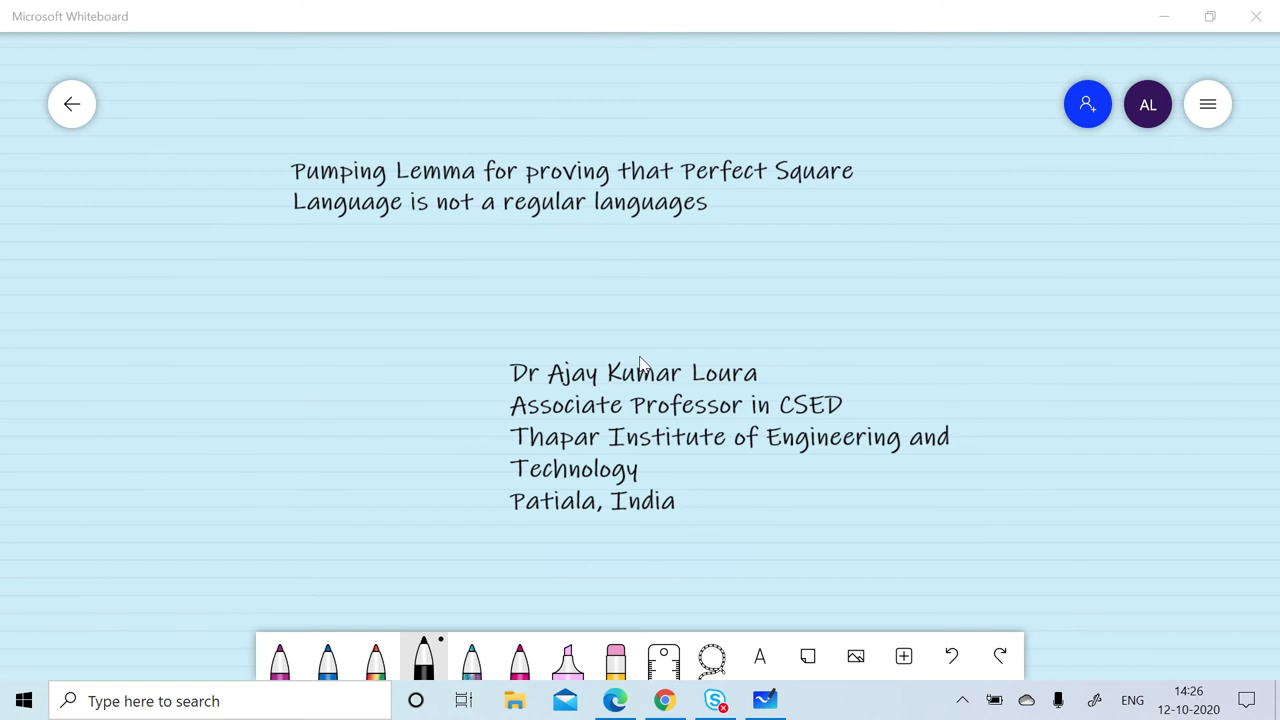 Microsoft Whiteboard
AL
Pumping Lemma for proving that Perfect Square
Language is not a regular languages
Dr Ajay Kumar Loura
Associate Professor in CSED
Thapar Institute of Engineering and
Technology
Patiala, India
A
Type here to search
ENG
14:26
12-10-2020